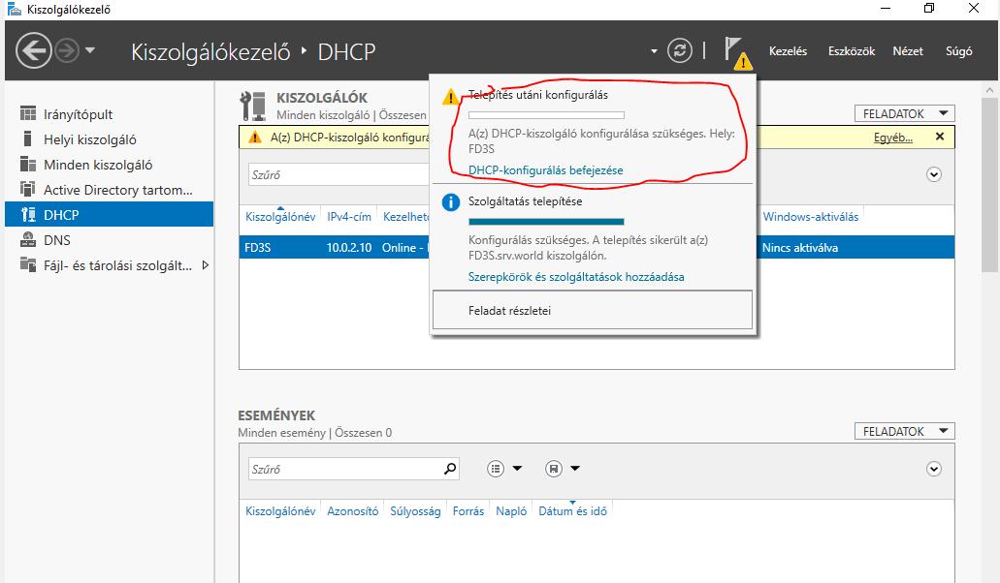 Kiszolgálókezelő
Kiszolgálókezelő ‣ DHCP
Kezelés Eszközök Nézet Súgó
Irányítópult
Helyi kiszolgáló
Minden kiszolgáló
Active Directory tartom...
DHCP
DNS
Fájl- és tárolási szolgált...
KISZOLGÁLÓK
Minden kiszolgáló | Összesen
FELADATOK
A(z) DHCP-kiszolgáló konfigurá
Egyéb...
Szűrő
Kiszolgálónév IPv4-cím Kezelhető Windows-aktiválás
FD3S 10.0.2.10 Online - Nincs aktiválva
Telepítés utáni konfigurálás
A(z) DHCP-kiszolgáló konfigurálása szükséges. Hely:
FD3S
DHCP-konfigurálás befejezése
Szolgáltatás telepítése
Konfigurálás szükséges. A telepítés sikerült a(z)
FD3S.srv.world kiszolgálón.
Szerepkörök és szolgáltatások hozzáadása
Feladat részletei
ESEMÉNYEK
Minden esemény | Összesen 0
FELADATOK
Szűrő
Kiszolgálónév Azonosító Súlyosság Forrás Napló Dátum és idő